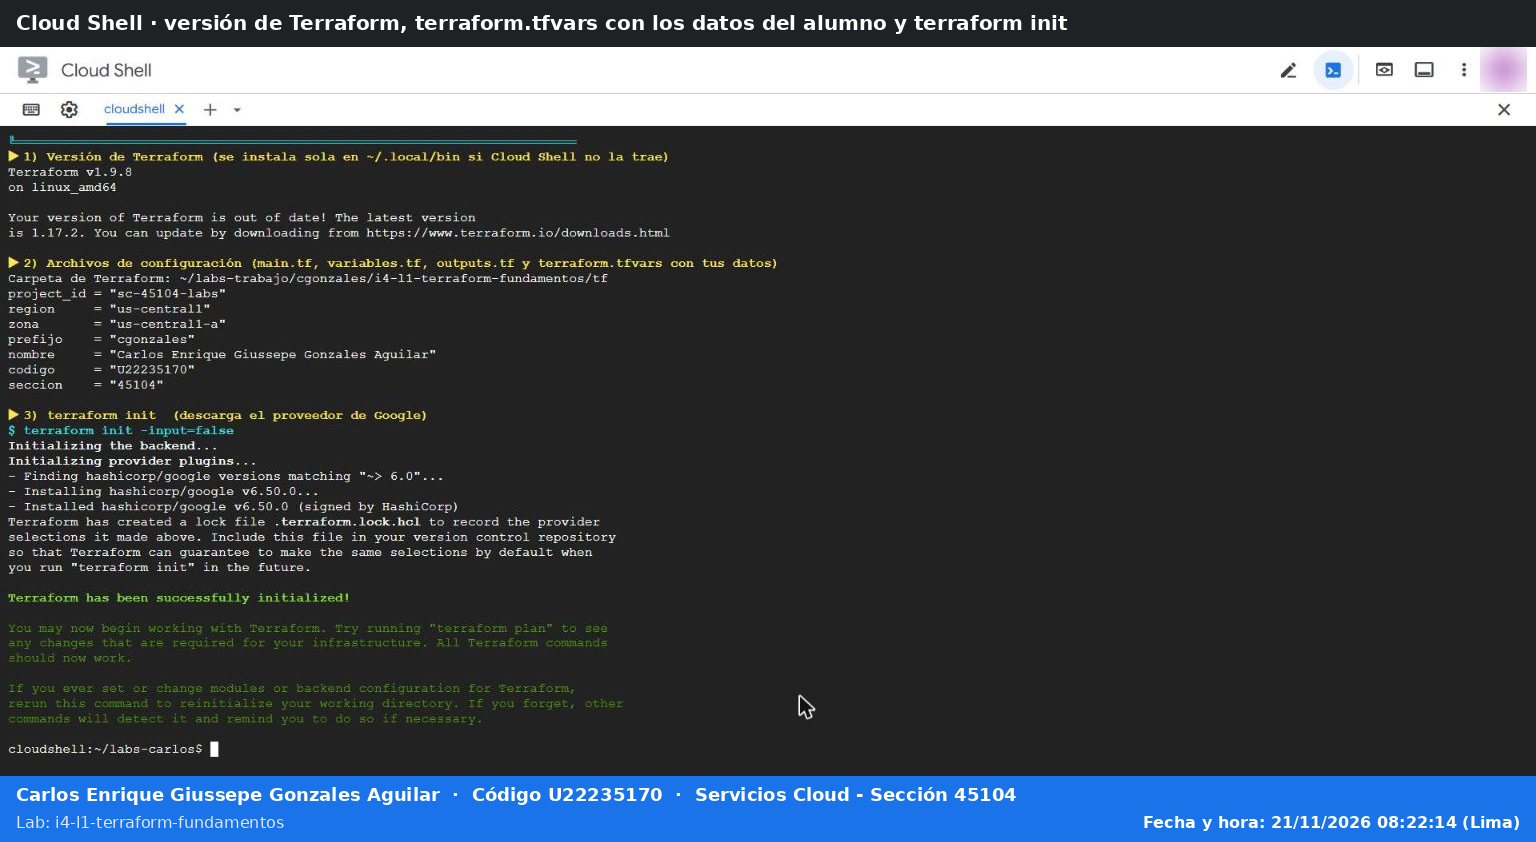 Cloud Shell · versión de Terraform, terraform.tfvars con los datos del alumno y terraform init
Cloud Shell
cloudshell
▶ 1) Versión de Terraform (se instala sola en ~/.local/bin si Cloud Shell no la trae)
Terraform v1.9.8
on linux_amd64
Your version of Terraform is out of date! The latest version
is 1.17.2. You can update by downloading from https://www.terraform.io/downloads.html
▶ 2) Archivos de configuración (main.tf, variables.tf, outputs.tf y terraform.tfvars con tus datos)
Carpeta de Terraform: ~/labs-trabajo/cgonzales/i4-l1-terraform-fundamentos/tf
project_id = "sc-45104-labs"
region     = "us-central1"
zona       = "us-central1-a"
prefijo    = "cgonzales"
nombre     = "Carlos Enrique Giussepe Gonzales Aguilar"
codigo     = "U22235170"
seccion    = "45104"
▶ 3) terraform init  (descarga el proveedor de Google)
$ terraform init -input=false
Initializing the backend...
Initializing provider plugins...
- Finding hashicorp/google versions matching "~> 6.0"...
- Installing hashicorp/google v6.50.0...
- Installed hashicorp/google v6.50.0 (signed by HashiCorp)
Terraform has created a lock file .terraform.lock.hcl to record the provider
selections it made above. Include this file in your version control repository
so that Terraform can guarantee to make the same selections by default when
you run "terraform init" in the future.
Terraform has been successfully initialized!
You may now begin working with Terraform. Try running "terraform plan" to see
any changes that are required for your infrastructure. All Terraform commands
should now work.
If you ever set or change modules or backend configuration for Terraform,
rerun this command to reinitialize your working directory. If you forget, other
commands will detect it and remind you to do so if necessary.
cloudshell:~/labs-carlos$
Carlos Enrique Giussepe Gonzales Aguilar · Código U22235170 · Servicios Cloud - Sección 45104
Lab: i4-l1-terraform-fundamentos
Fecha y hora: 21/11/2026 08:22:14 (Lima)